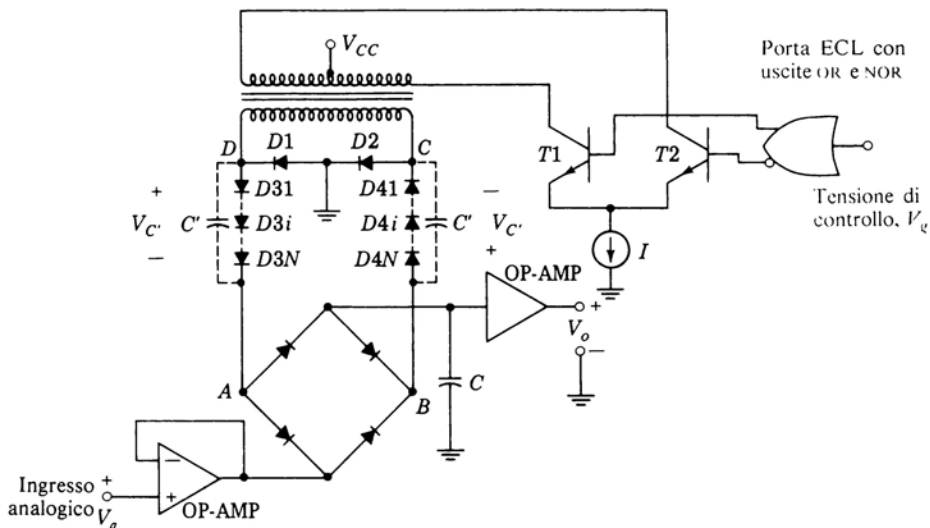 V_CC
Porta ECL con
uscite OR e NOR
D
D1
D2
C
T1
T2
+
V_C'
−
C'
D31
D3i
D3N
D41
D4i
D4N
C'
−
V_C'
+
Tensione di
controllo, V_g
I
OP-AMP
+
V_o
−
A
B
C
−
+
OP-AMP
Ingresso +
analogico
V_a